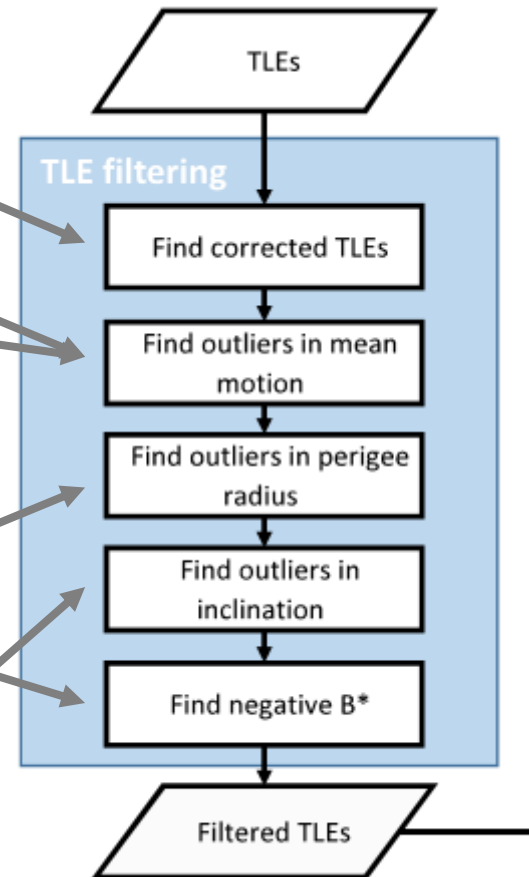 TLEs
TLE filtering
Find corrected TLEs
Find outliers in mean
motion
Find outliers in perigee
radius
Find outliers in
inclination
Find negative B*
Filtered TLEs